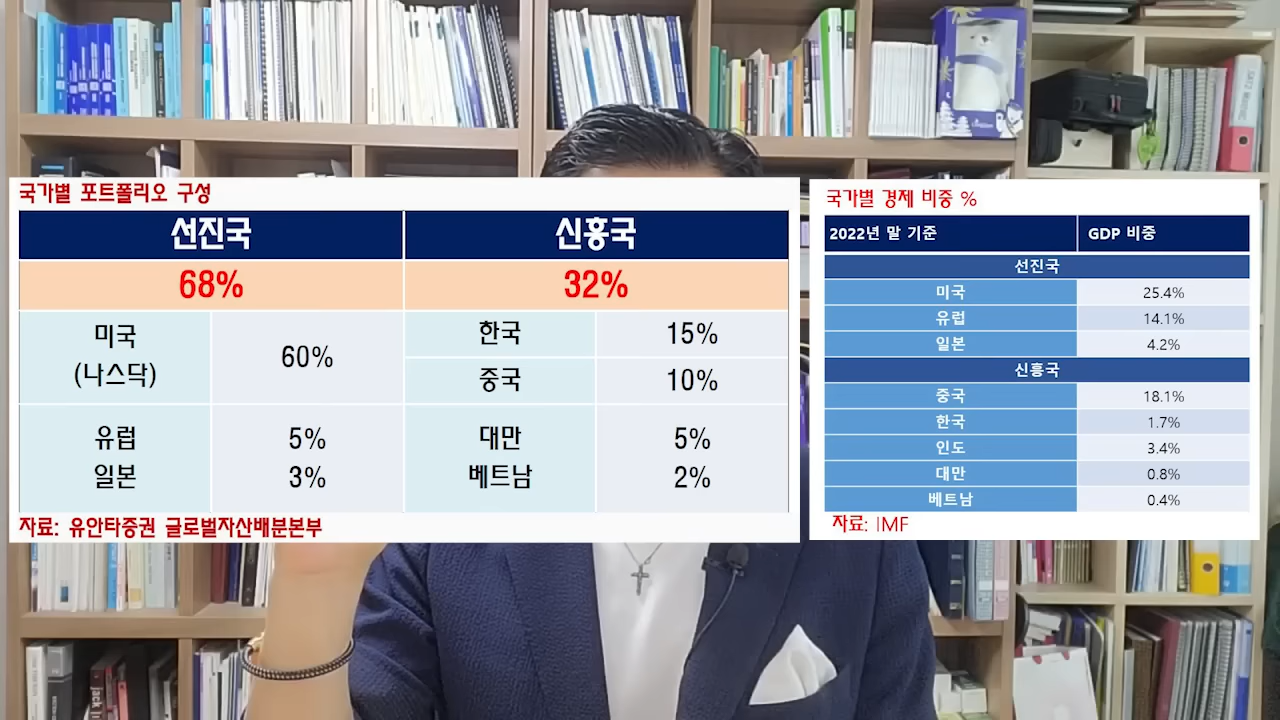 국가별 포트폴리오 구성
선진국 신흥국
68% 32%
미국
(나스닥) 60%
한국 15%
중국 10%
유럽 5% 대만 5%
일본 3% 베트남 2%
자료: 유안타증권 글로벌자산배분본부
국가별 경제 비중 %
2022년 말 기준 GDP 비중
선진국
미국 25.4%
유럽 14.1%
일본 4.2%
신흥국
중국 18.1%
한국 1.7%
인도 3.4%
대만 0.8%
베트남 0.4%
자료: IMF